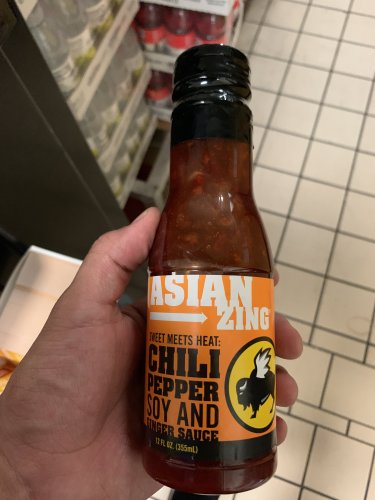 ASIAN
ZING
SWEET MEETS HEAT:
CHILI
PEPPER
SOY AND
GINGER SAUCE
12 FL OZ. (355mL)